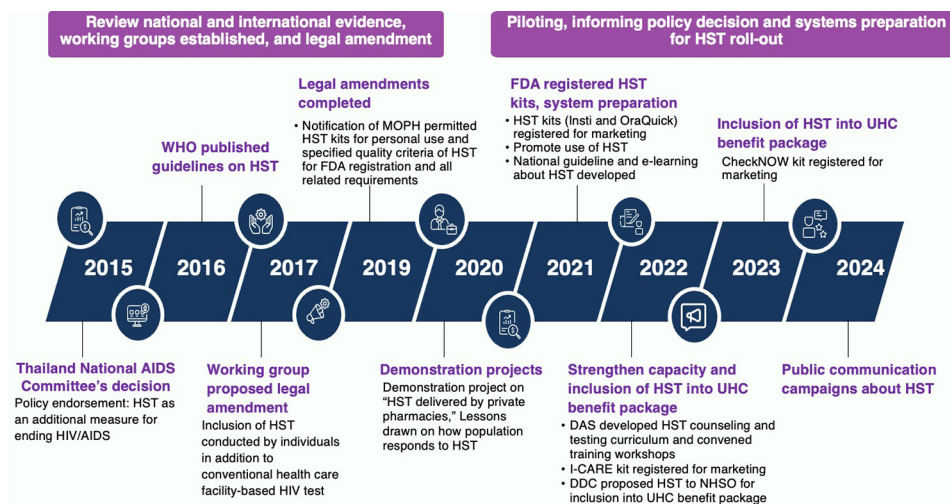 Review national and international evidence,
working groups established, and legal amendment
Piloting, informing policy decision and systems preparation
for HST roll-out
WHO published
guidelines on HST
Legal amendments
completed
• Notification of MOPH permitted
HST kits for personal use and
specified quality criteria of HST
for FDA registration and all
related requirements
FDA registered HST
kits, system preparation
• HST kits (Insti and OraQuick)
registered for marketing
• Promote use of HST
• National guideline and e-learning
about HST developed
Inclusion of HST into UHC
benefit package
CheckNOW kit registered for
marketing
2015
2016
2017
2019
2020
2021
2022
2023
2024
Thailand National AIDS
Committee's decision
Policy endorsement: HST as
an additional measure for
ending HIV/AIDS
Working group
proposed legal
amendment
Inclusion of HST
conducted by individuals
in addition to
conventional health care
facility-based HIV test
Demonstration projects
Demonstration project on
“HST delivered by private
pharmacies,” Lessons
drawn on how population
responds to HST
Strengthen capacity and
inclusion of HST into UHC
benefit package
• DAS developed HST counseling and
testing curriculum and convened
training workshops
• I-CARE kit registered for marketing
• DDC proposed HST to NHSO for
inclusion into UHC benefit package
Public communication
campaigns about HST